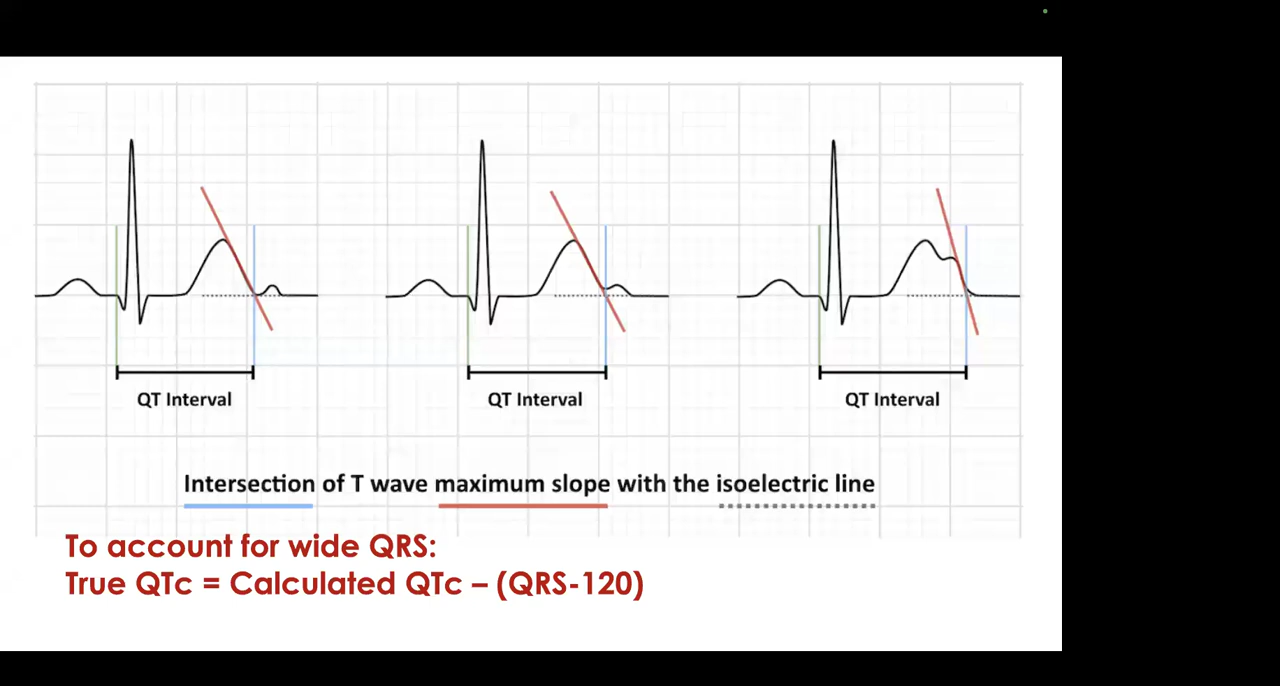 QT Interval
QT Interval
QT Interval
Intersection of T wave maximum slope with the isoelectric line
To account for wide QRS:
True QTc = Calculated QTc – (QRS-120)